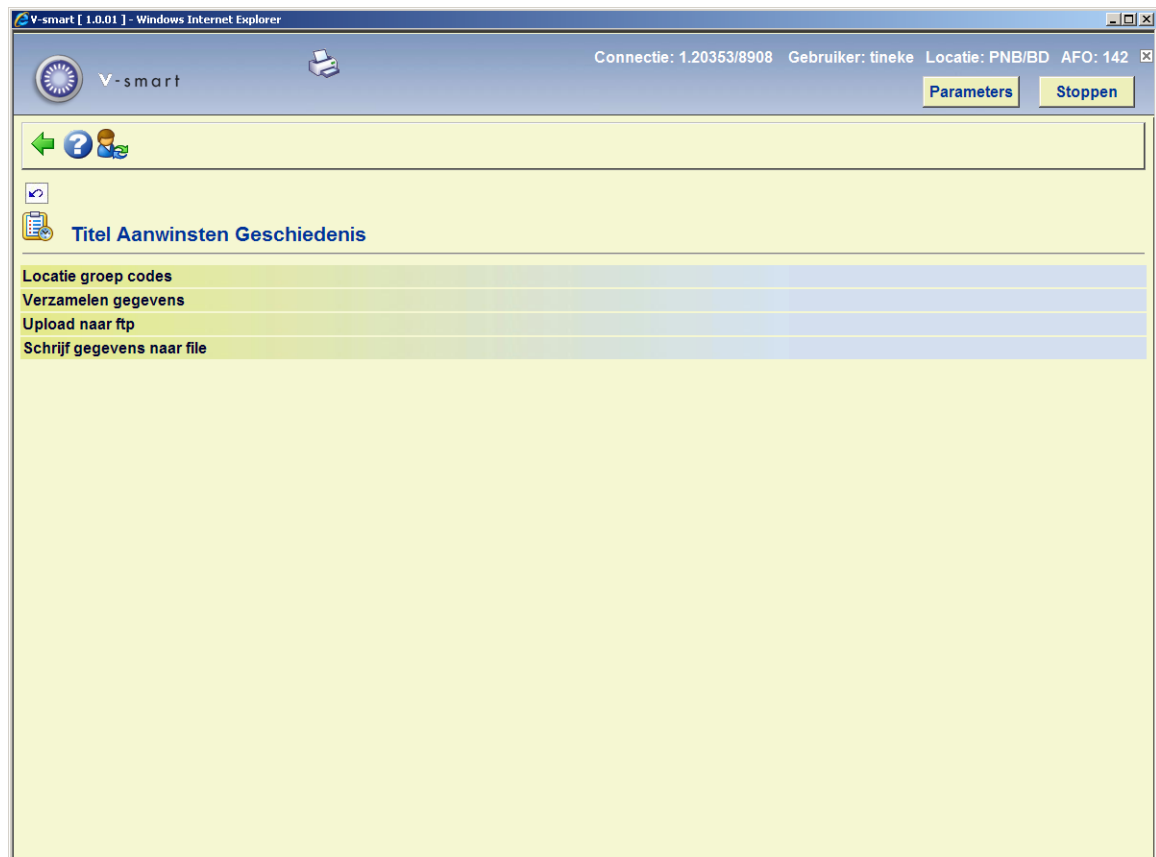 V-smart [ 1.0.01 ] - Windows Internet Explorer
V-smart
Connectie: 1.20353/8908 Gebruiker: tineke Locatie: PNB/BD AFO: 142
Parameters Stoppen
Titel Aanwinsten Geschiedenis
Locatie groep codes
Verzamelen gegevens
Upload naar ftp
Schrijf gegevens naar file